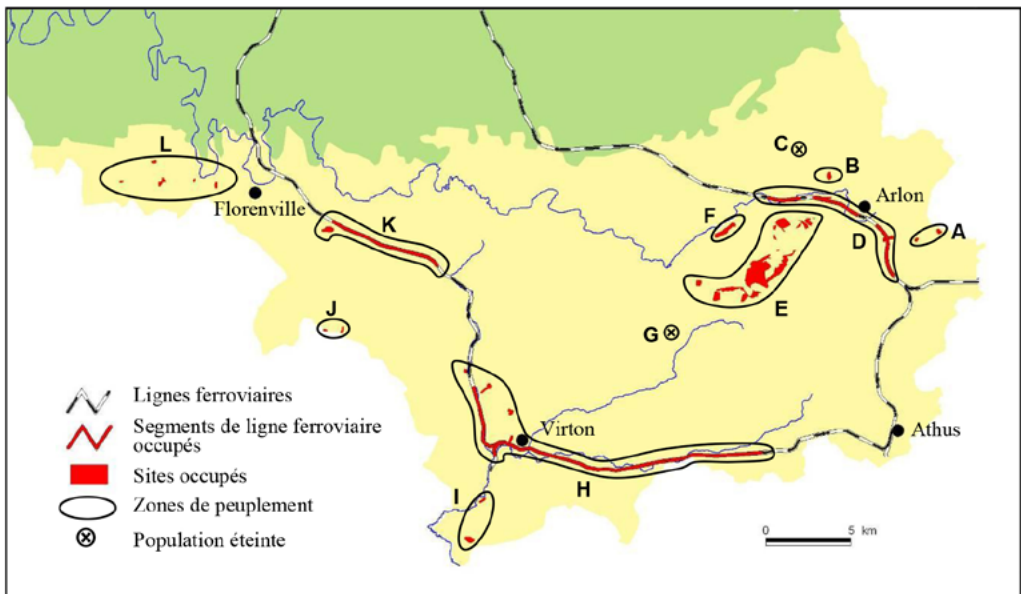 L
Florenville
C
B
Arlon
F
D
A
K
E
J
G
Lignes ferroviaires
Segments de ligne ferroviaire
occupés
Sites occupés
Zones de peuplement
Population éteinte
Virton
Athus
H
I
0 5 km